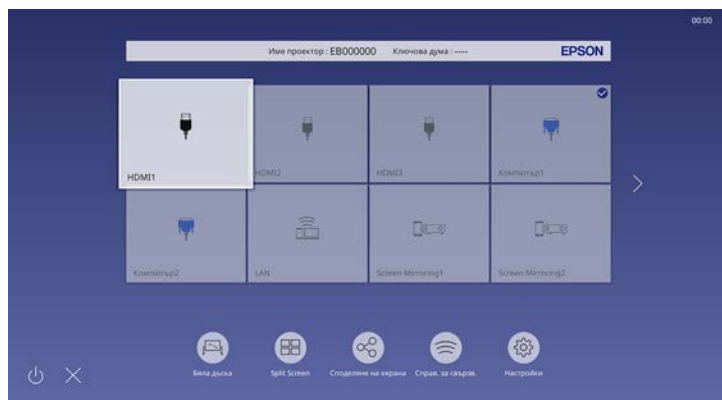 00:00
Име проектор : EB000000 Ключова дума : ---- EPSON
HDMI1 HDMI2 HDMI3 Компютър1
Компютър2 LAN Screen Mirroring1 Screen Mirroring2
Бяла дъска Split Screen Споделяне на екрана Справ. за свързв. Настройки